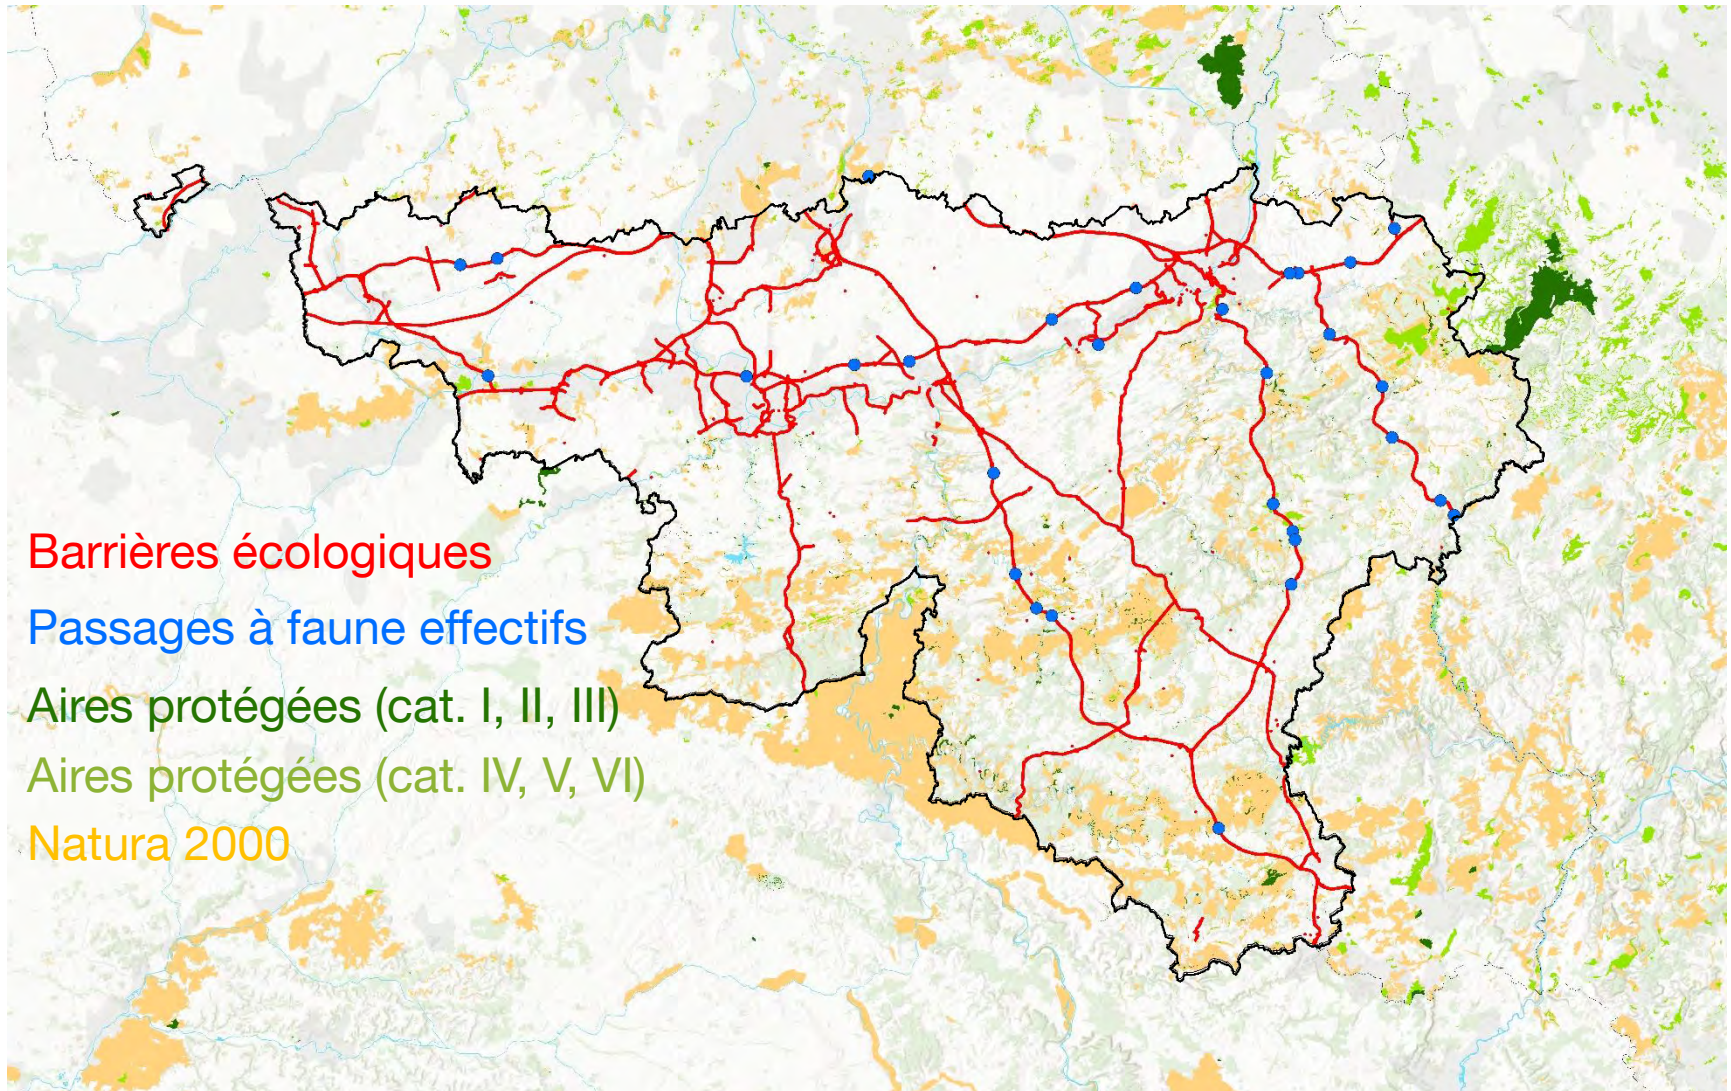 Barrières écologiques
Passages à faune effectifs
Aires protégées (cat. I, II, III)
Aires protégées (cat. IV, V, VI)
Natura 2000